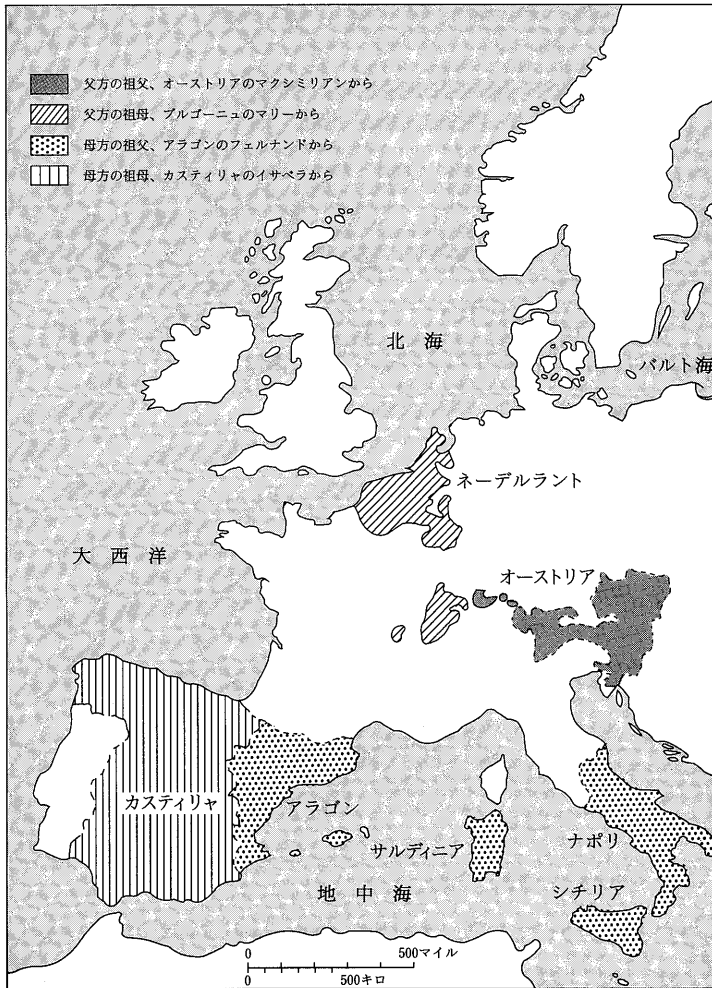 父方の祖父、オーストリアのマクシミリアンから
父方の祖母、ブルゴーニュのマリーから
母方の祖父、アラゴンのフェルナンドから
母方の祖母、カスティリャのイサベラから
北海
バルト海
ネーデルラント
大西洋
オーストリア
カスティリャ
アラゴン
サルディニア
ナポリ
シチリア
地中海
0 500マイル
0 500キロ